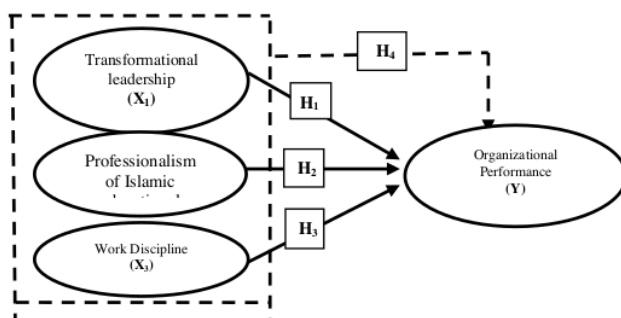 Transformational
leadership
(X₁)
H₄
H₁
Professionalism
of Islamic
H₂
Organizational
Performance
(Y)
H₃
Work Discipline
(X₃)